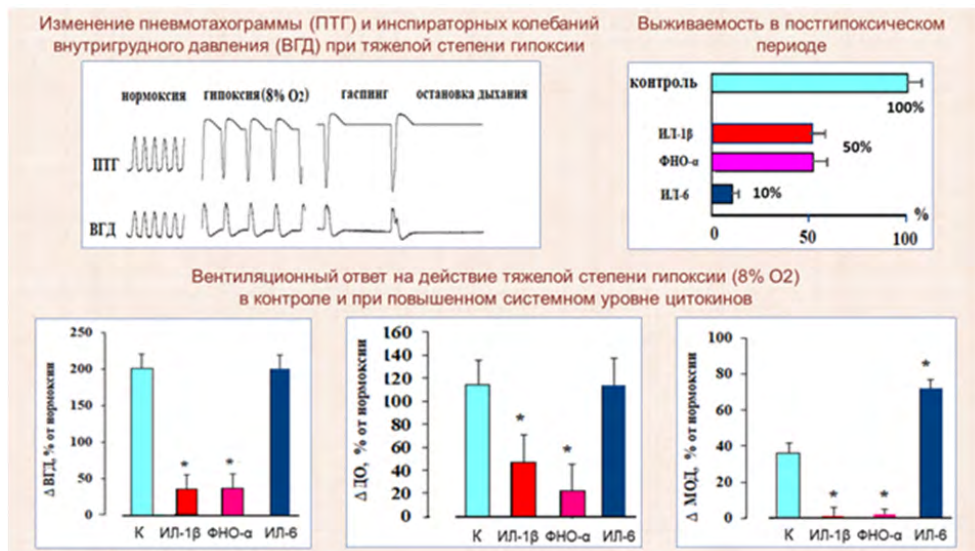 Изменение пневмотахограммы (ПТГ) и инспираторных колебаний
внутригрудного давления (ВГД) при тяжелой степени гипоксии
нормоксия гипоксия (8% О2) гаспинг остановка дыхания
ПТГ
ВГД
Выживаемость в постгипоксическом
периоде
контроль
100%
ИЛ-1β
50%
ФНО-α
ИЛ-6
10%
%
0 50 100
Вентиляционный ответ на действие тяжелой степени гипоксии (8% О2)
в контроле и при повышенном системном уровне цитокинов
Δ ВГД, % от нормоксии
250
200
150
100
50
0
* *
К ИЛ-1β ФНО-α ИЛ-6
Δ ДО, % от нормоксии
160
140
120
100
80
60
40
20
0
* *
К ИЛ-1β ФНО-α ИЛ-6
Δ МОД, % от нормоксии
100
80
60
40
20
0
* * *
К ИЛ-1β ФНО-α ИЛ-6